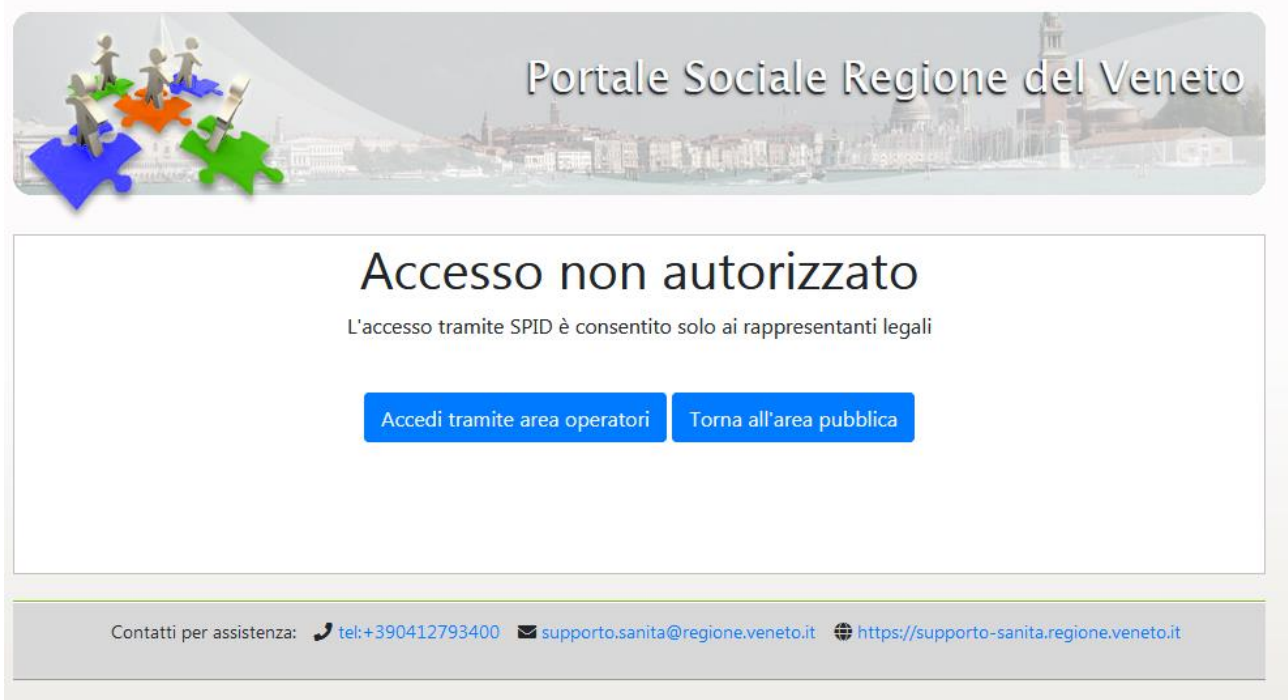 Portale Sociale Regione del Veneto
Accesso non autorizzato
L'accesso tramite SPID è consentito solo ai rappresentanti legali
Accedi tramite area operatori Torna all'area pubblica
Contatti per assistenza: tel:+390412793400 supporto.sanita@regione.veneto.it https://supporto-sanita.regione.veneto.it